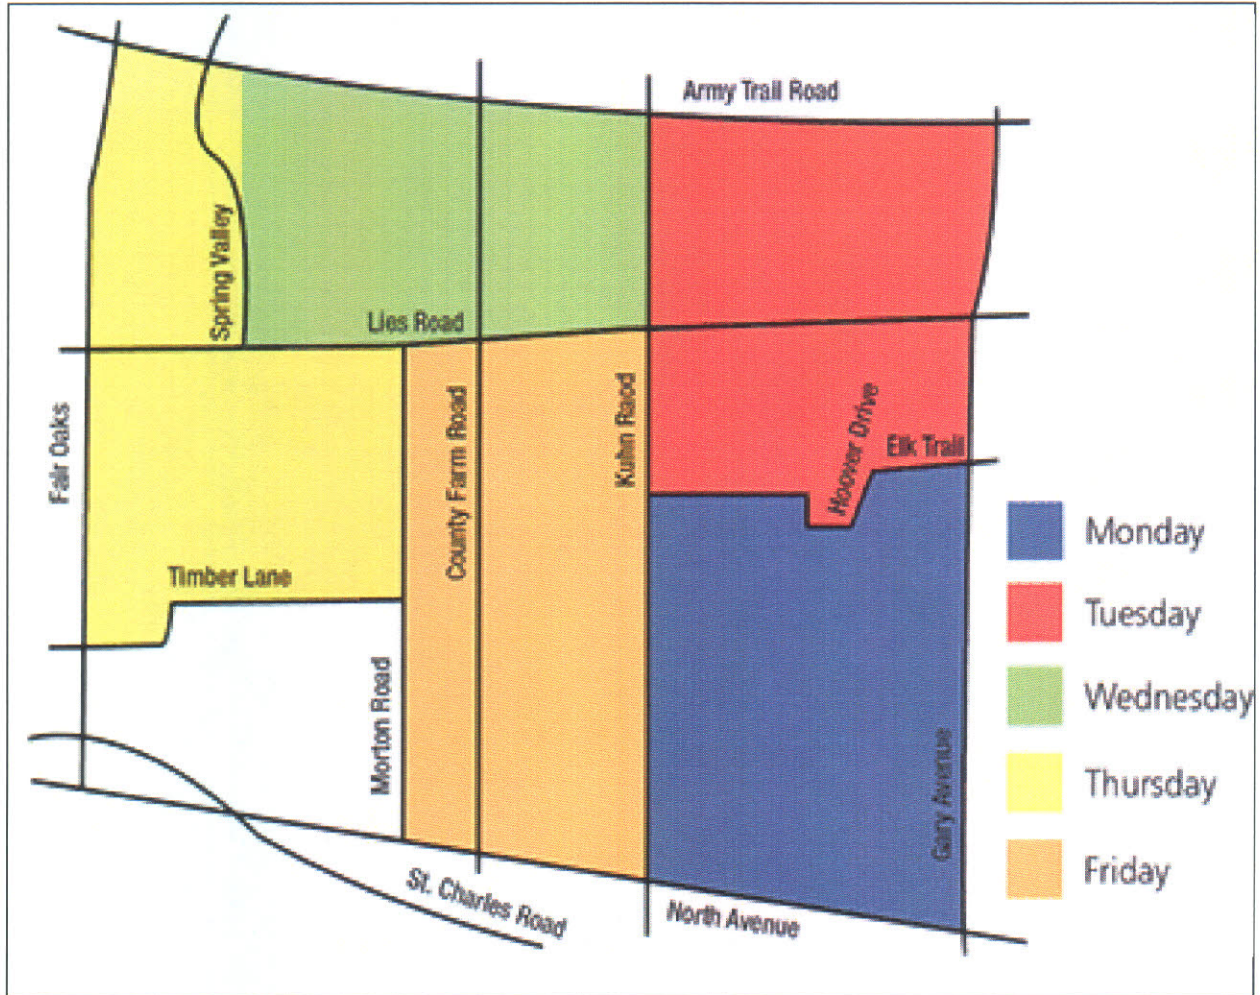 Army Trail Road
Spring Valley
Lies Road
Fair Oaks
County Farm Road
Kuhn Raod
Hoover Drive
Elk Trail
Timber Lane
Morton Road
Gary Avenue
St. Charles Road
North Avenue
Monday
Tuesday
Wednesday
Thursday
Friday